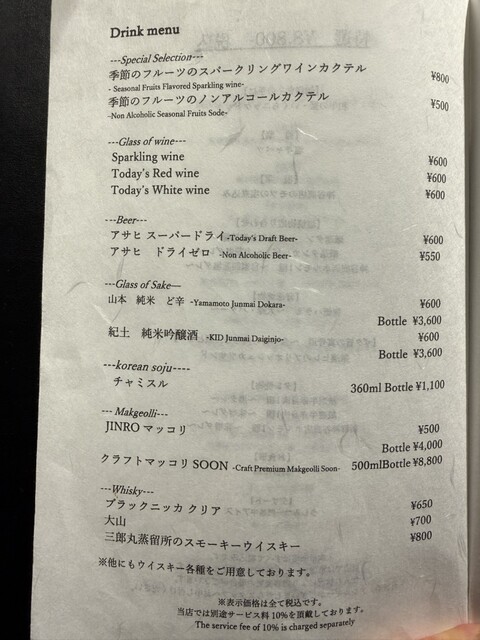 Drink menu
---Special Selection---
季節のフルーツのスパークリングワインカクテル ¥800
- Seasonal Fruits Flavored Sparkling wine-
季節のフルーツのノンアルコールカクテル ¥500
-Non Alcoholic Seasonal Fruits Sode-
---Glass of wine---
Sparkling wine ¥600
Today's Red wine ¥600
Today's White wine ¥600
---Beer---
アサヒ スーパードライ-Today's Draft Beer- ¥600
アサヒ ドライゼロ -Non Alcoholic Beer- ¥550
---Glass of Sake---
山本 純米 ど辛 -Yamamoto Junmai Dokara- ¥600
Bottle ¥3,600
紀土 純米吟醸酒 -KID Junmai Daiginjo- ¥600
Bottle ¥3,600
---korean soju----
チャミスル 360ml Bottle ¥1,100
--- Makgeolli---
JINRO マッコリ ¥500
Bottle ¥4,000
クラフトマッコリ SOON -Craft Premium Makgeolli Soon- 500mlBottle ¥8,800
---Whisky---
ブラックニッカ クリア ¥650
大山 ¥700
三郎丸蒸留所のスモーキーウイスキー ¥800
※他にもウイスキー各種をご用意しております。
※表示価格は全て税込です。
当店では別途サービス料 10%を頂戴しております。
The service fee of 10% is charged separately